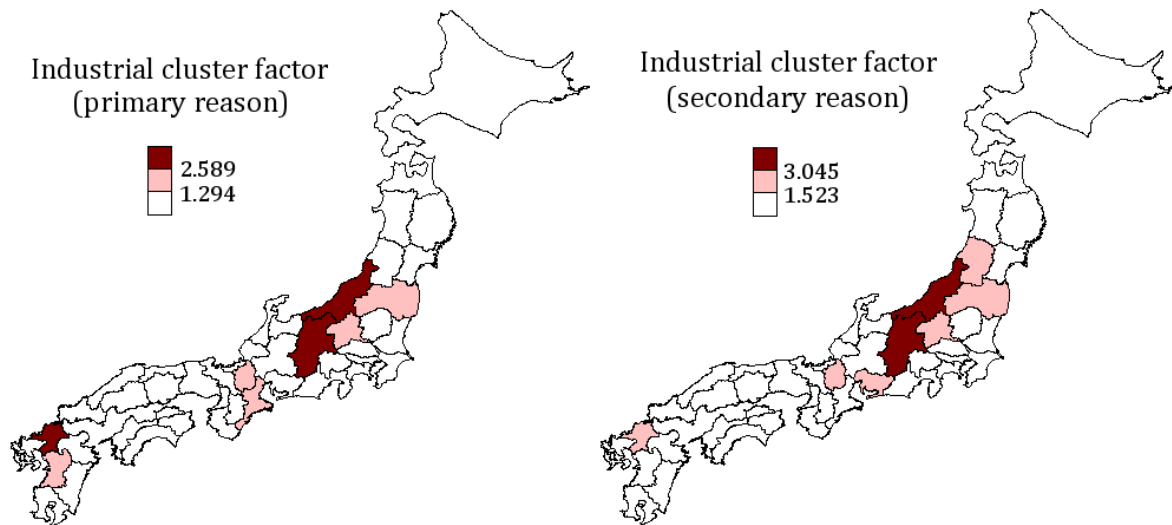 Industrial cluster factor
(primary reason)
2.589
1.294
Industrial cluster factor
(secondary reason)
3.045
1.523